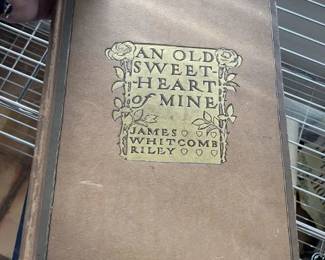 AN OLD
SWEET-
HEART
of MINE
JAMES
WHITCOMB
RILEY